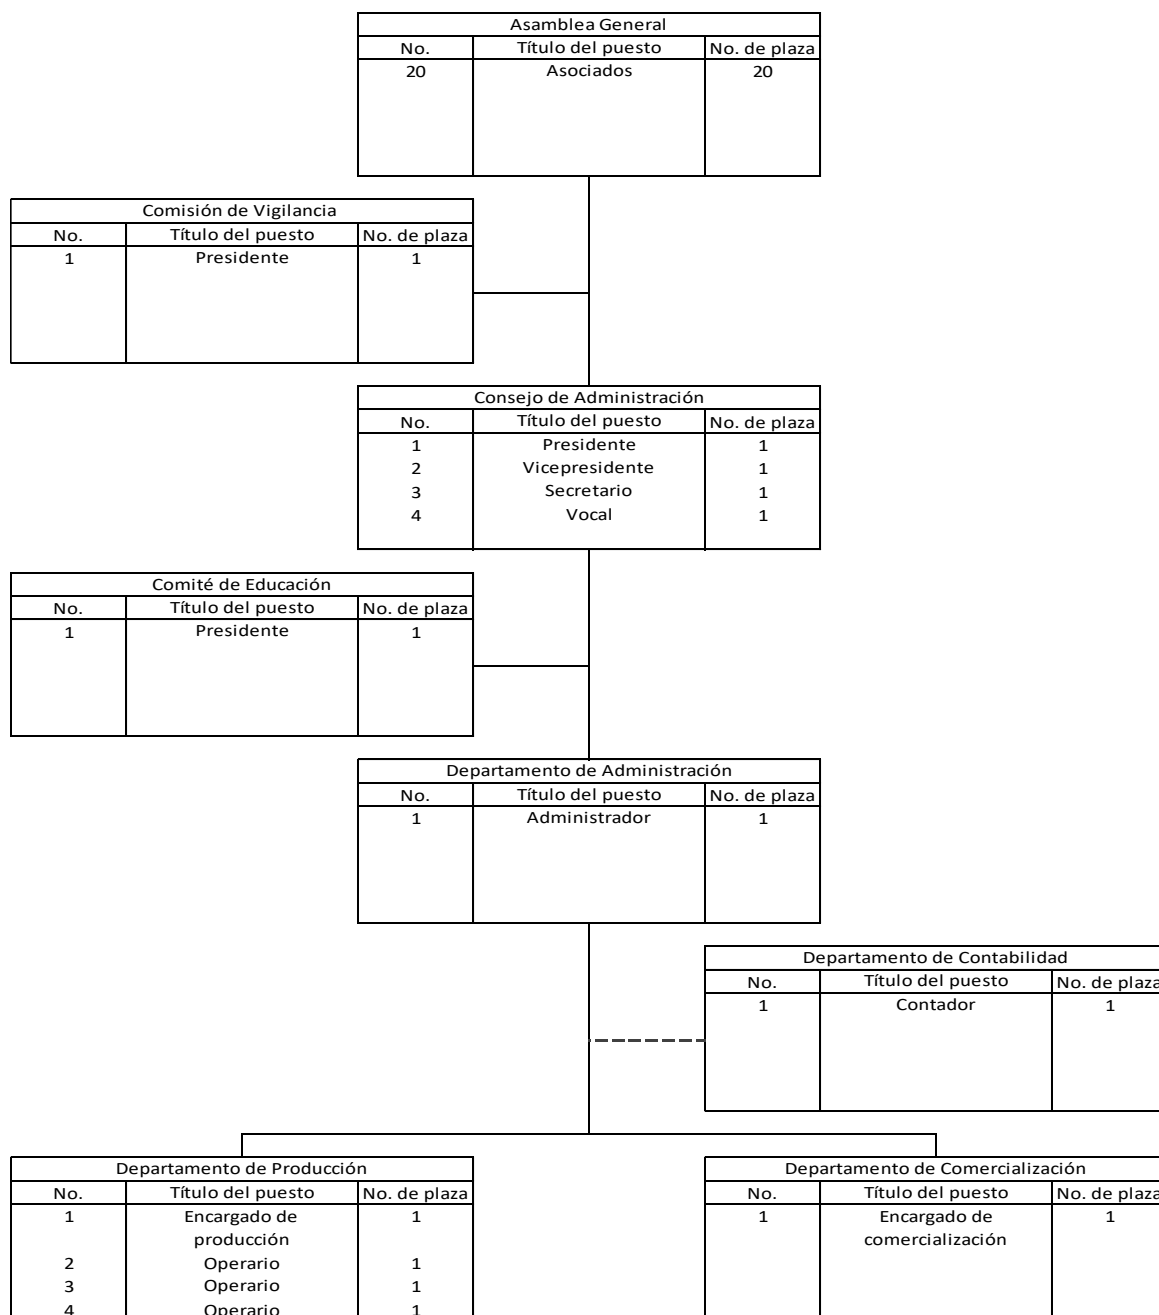 Asamblea General
No. Título del puesto No. de plaza
20 Asociados 20
Comisión de Vigilancia
No. Título del puesto No. de plaza
1 Presidente 1
Consejo de Administración
No. Título del puesto No. de plaza
1 Presidente 1
2 Vicepresidente 1
3 Secretario 1
4 Vocal 1
Comité de Educación
No. Título del puesto No. de plaza
1 Presidente 1
Departamento de Administración
No. Título del puesto No. de plaza
1 Administrador 1
Departamento de Contabilidad
No. Título del puesto No. de plaza
1 Contador 1
Departamento de Producción
No. Título del puesto No. de plaza
1 Encargado de 1
producción
2 Operario 1
3 Operario 1
4 Operario 1
Departamento de Comercialización
No. Título del puesto No. de plaza
1 Encargado de 1
comercialización